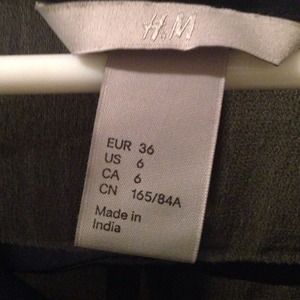 H&M
EUR 36
US 6
CA 6
CN 165/84A
Made in
India